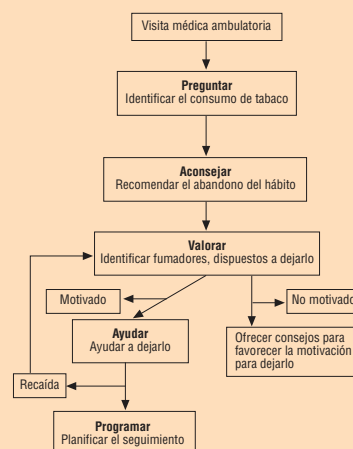 Visita médica ambulatoria
Preguntar
Identificar el consumo de tabaco
Aconsejar
Recomendar el abandono del hábito
Valorar
Identificar fumadores, dispuestos a dejarlo
Motivado
No motivado
Ayudar
Ayudar a dejarlo
Ofrecer consejos para
favorecer la motivación
para dejarlo
Recaída
Programar
Planificar el seguimiento